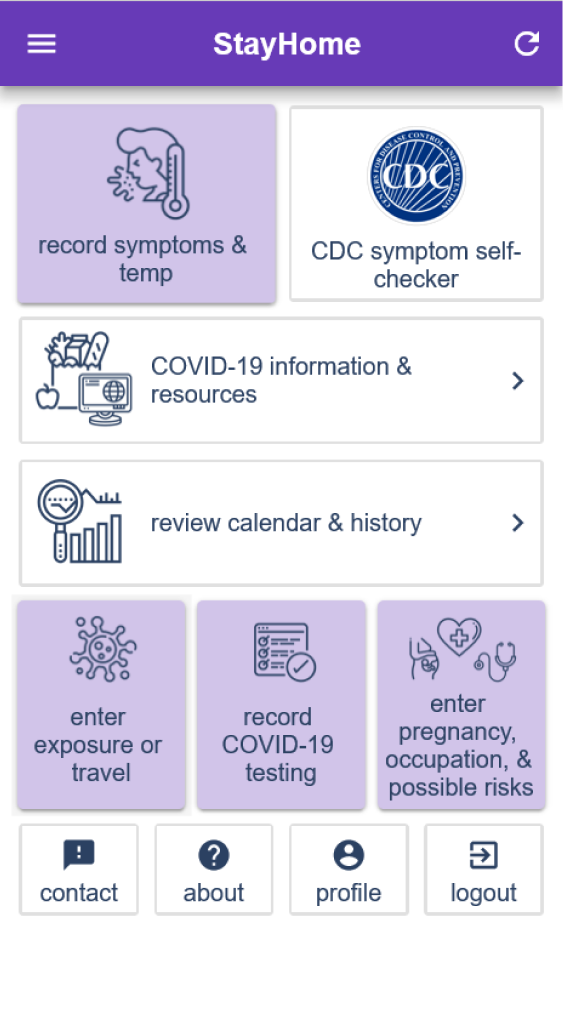 StayHome
record symptoms &
temp
CENTERS FOR DISEASE CONTROL AND PREVENTION
CDC
CDC symptom self-
checker
COVID-19 information &
resources
review calendar & history
enter
exposure or
travel
record
COVID-19
testing
enter
pregnancy,
occupation, &
possible risks
contact
about
profile
logout